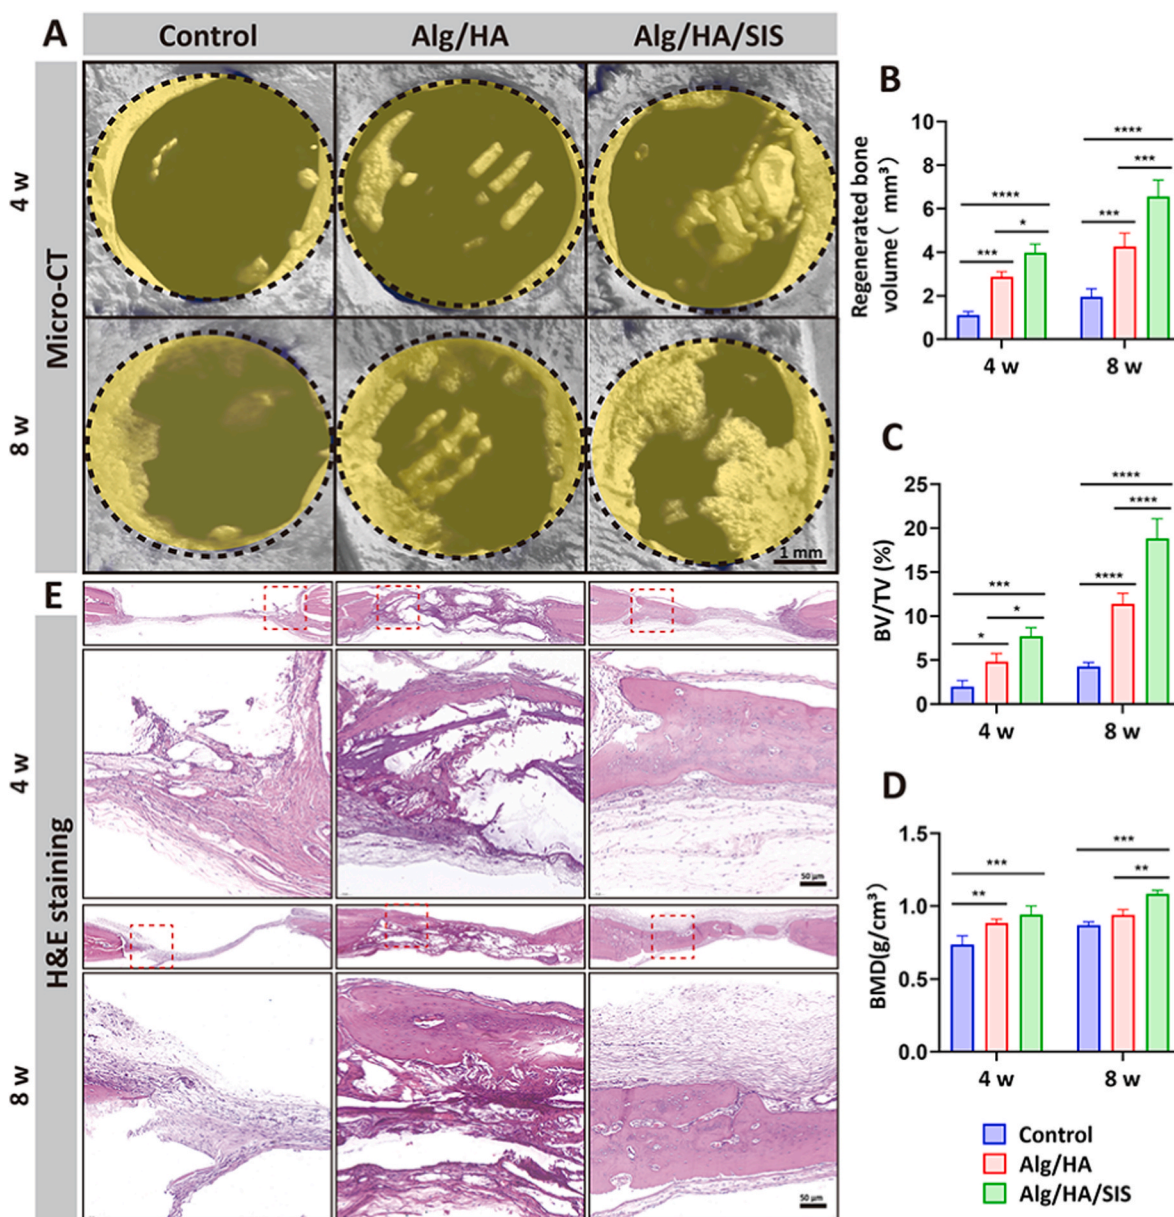 A
Control
Alg/HA
Alg/HA/SIS
Micro-CT
4 w
8 w
1 mm
B
Regenerated bone
volume( mm³)
10
8
6
4
2
0
****
*
***
****
***
***
4 w
8 w
C
BV/TV (%)
25
20
15
10
5
0
***
*
*
****
****
****
4 w
8 w
D
BMD(g/cm³)
1.5
1.0
0.5
0.0
***
**
***
**
4 w
8 w
Control
Alg/HA
Alg/HA/SIS
E
H&E staining
4 w
50 μm
8 w
50 μm